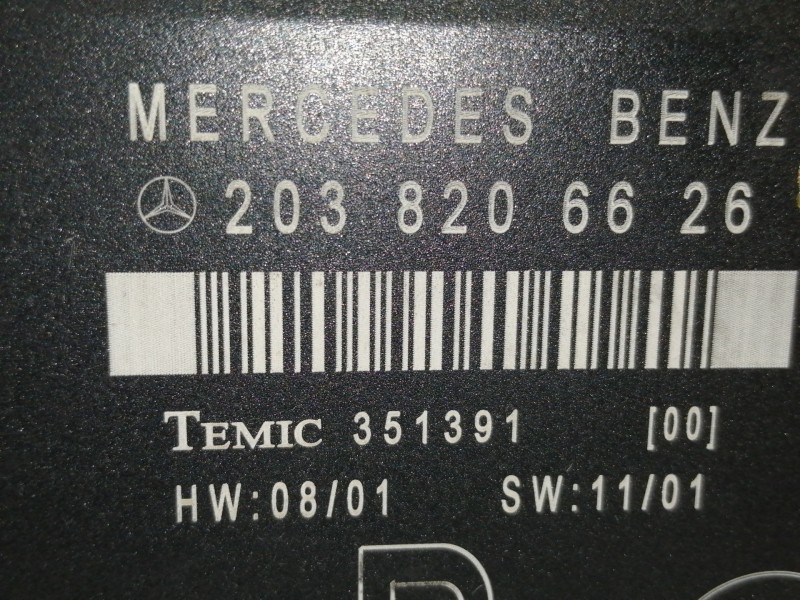 MERCEDES BENZ
203 820 66 26
TEMIC 351391 [00]
HW:08/01 SW:11/01